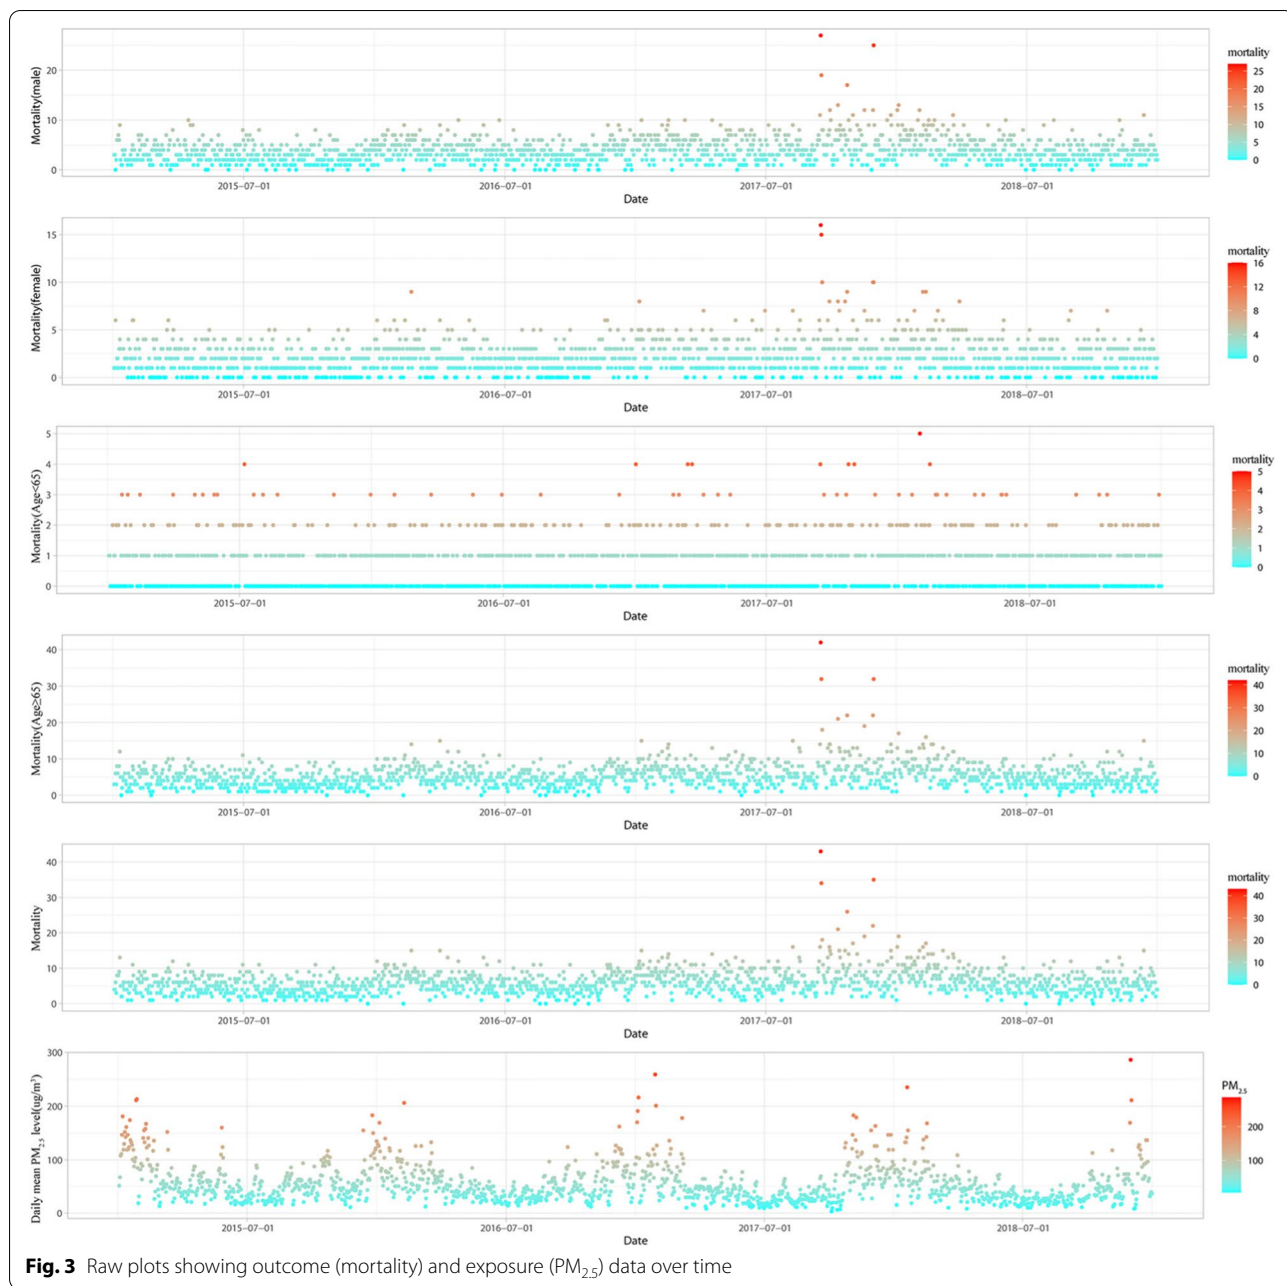 Mortality(male)
20
10
0
2015-07-01 2016-07-01 2017-07-01 2018-07-01
Date
mortality
25
20
15
10
5
0
Mortality(female)
15
10
5
0
2015-07-01 2016-07-01 2017-07-01 2018-07-01
Date
mortality
16
12
8
4
0
Mortality(Age<65)
5
4
3
2
1
0
2015-07-01 2016-07-01 2017-07-01 2018-07-01
Date
mortality
5
4
3
2
1
0
Mortality(Age≥65)
40
30
20
10
0
2015-07-01 2016-07-01 2017-07-01 2018-07-01
Date
mortality
40
30
20
10
0
Mortality
40
30
20
10
0
2015-07-01 2016-07-01 2017-07-01 2018-07-01
Date
mortality
40
30
20
10
0
Daily mean PM2.5 level(ug/m³)
300
200
100
0
2015-07-01 2016-07-01 2017-07-01 2018-07-01
Date
PM2.5
200
100
Fig. 3 Raw plots showing outcome (mortality) and exposure (PM2.5) data over time